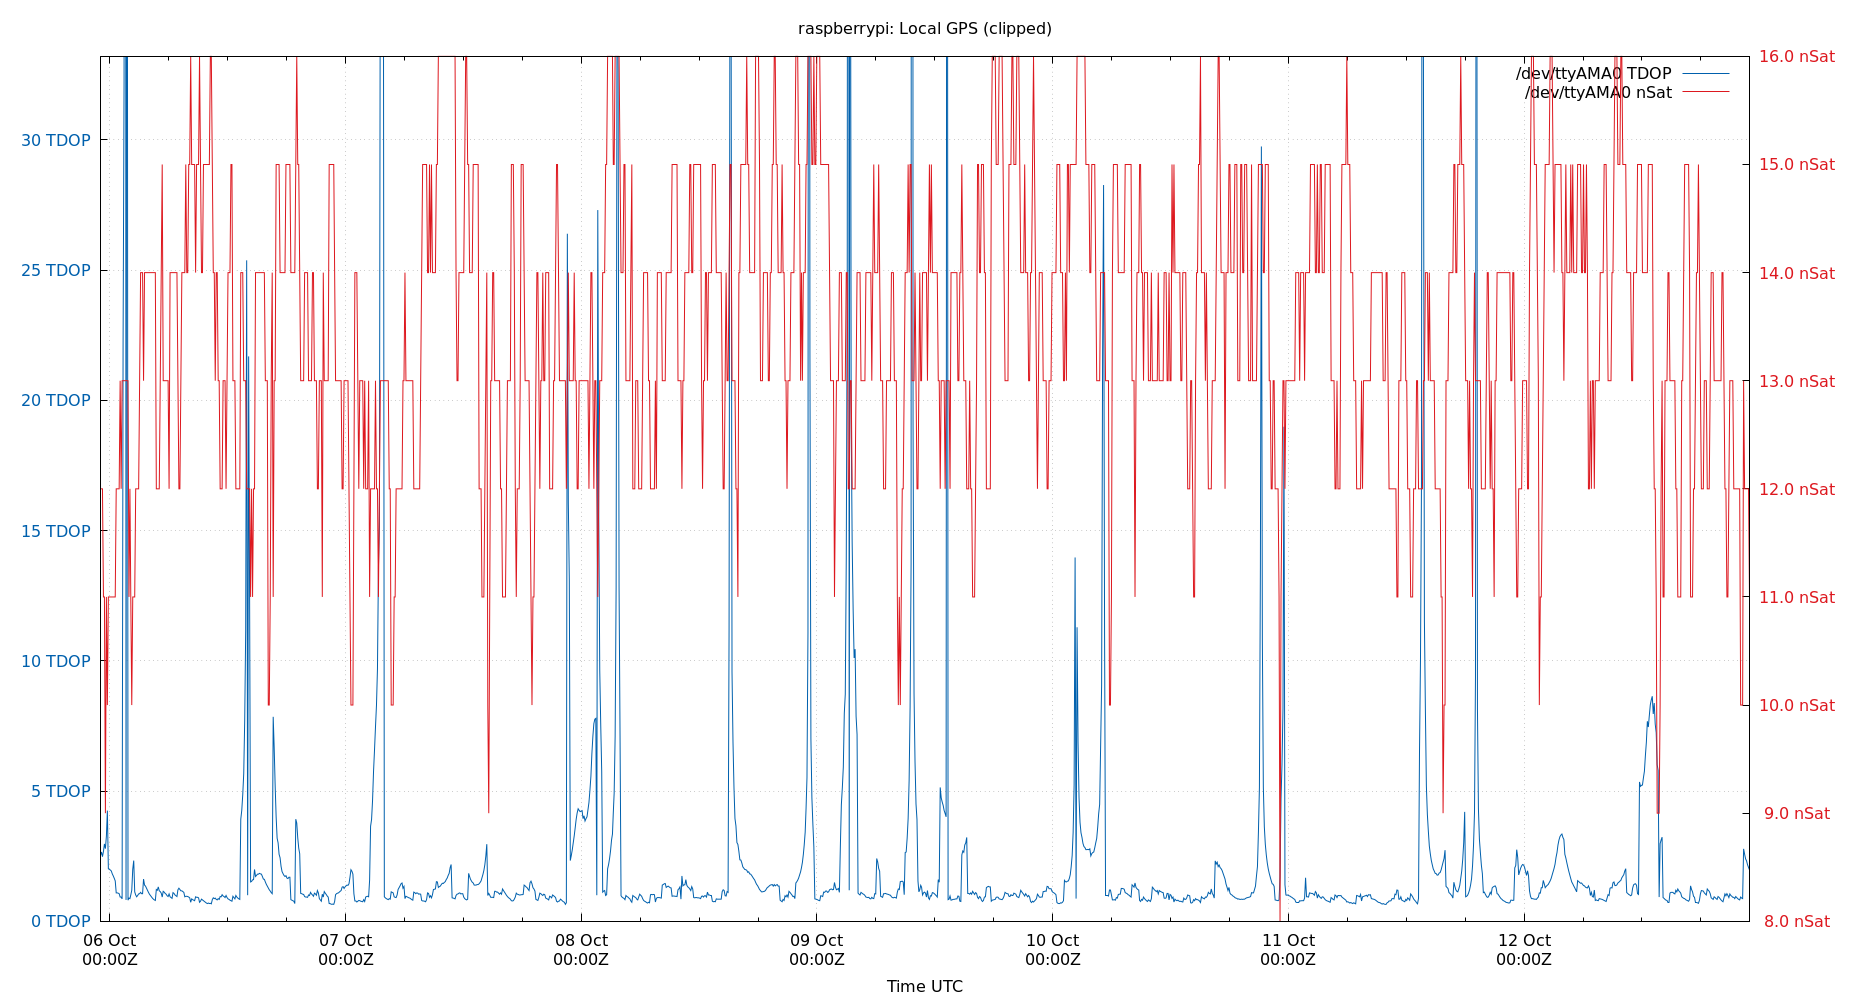 raspberrypi: Local GPS (clipped)
/dev/ttyAMA0 TDOP
/dev/ttyAMA0 nSat
30 TDOP
25 TDOP
20 TDOP
15 TDOP
10 TDOP
5 TDOP
0 TDOP
16.0 nSat
15.0 nSat
14.0 nSat
13.0 nSat
12.0 nSat
11.0 nSat
10.0 nSat
9.0 nSat
8.0 nSat
06 Oct
00:00Z
07 Oct
00:00Z
08 Oct
00:00Z
09 Oct
00:00Z
10 Oct
00:00Z
11 Oct
00:00Z
12 Oct
00:00Z
Time UTC